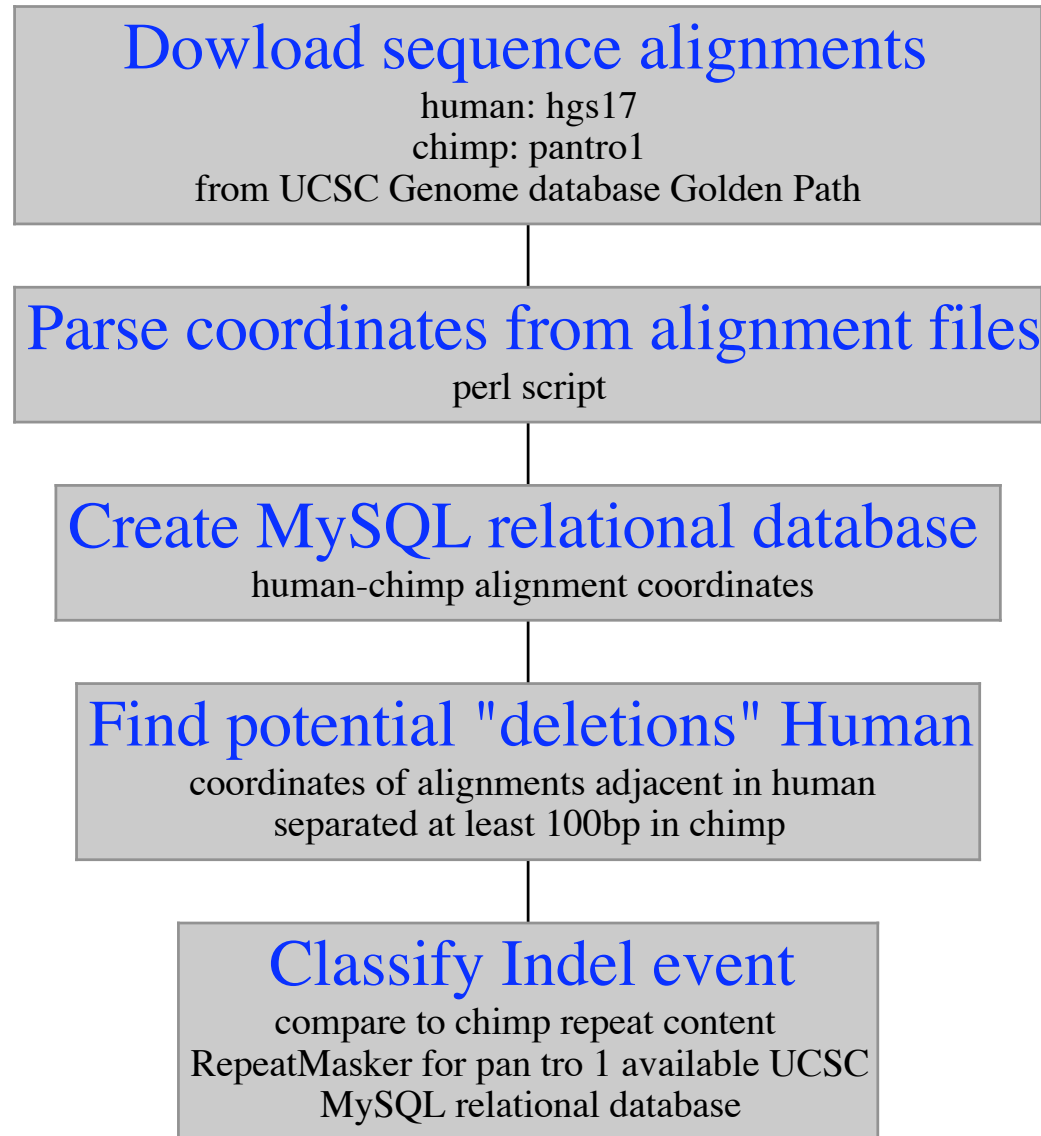 Dowload sequence alignments
human: hgs17
chimp: pantro1
from UCSC Genome database Golden Path
Parse coordinates from alignment files
perl script
Create MySQL relational database
human-chimp alignment coordinates
Find potential "deletions" Human
coordinates of alignments adjacent in human
separated at least 100bp in chimp
Classify Indel event
compare to chimp repeat content
RepeatMasker for pan tro 1 available UCSC
MySQL relational database